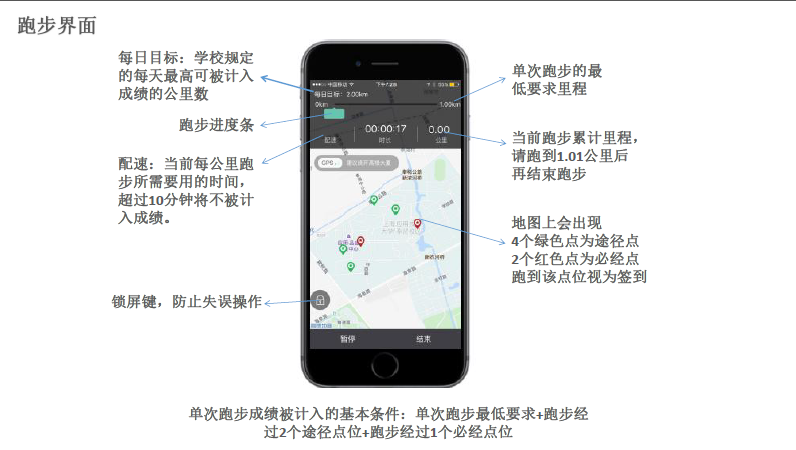 跑步界面
每日目标：学校规定
的每天最高可被计入
成绩的公里数
跑步进度条
配速：当前每公里跑
步所需要用的时间，
超过10分钟将不被计
入成绩。
锁屏键，防止失误操作
中国移动
每日目标：2.00km
0km
1.00km
00:00:17
0.00
配速
时长
公里
GPS
暂停
结束
单次跑步的最
低要求里程
当前跑步累计里程，
请跑到1.01公里后
再结束跑步
地图上会出现
4个绿色点为途径点
2个红色点为必经点
跑到该点位视为签到
单次跑步成绩被计入的基本条件：单次跑步最低要求+跑步经
过2个途径点位+跑步经过1个必经点位